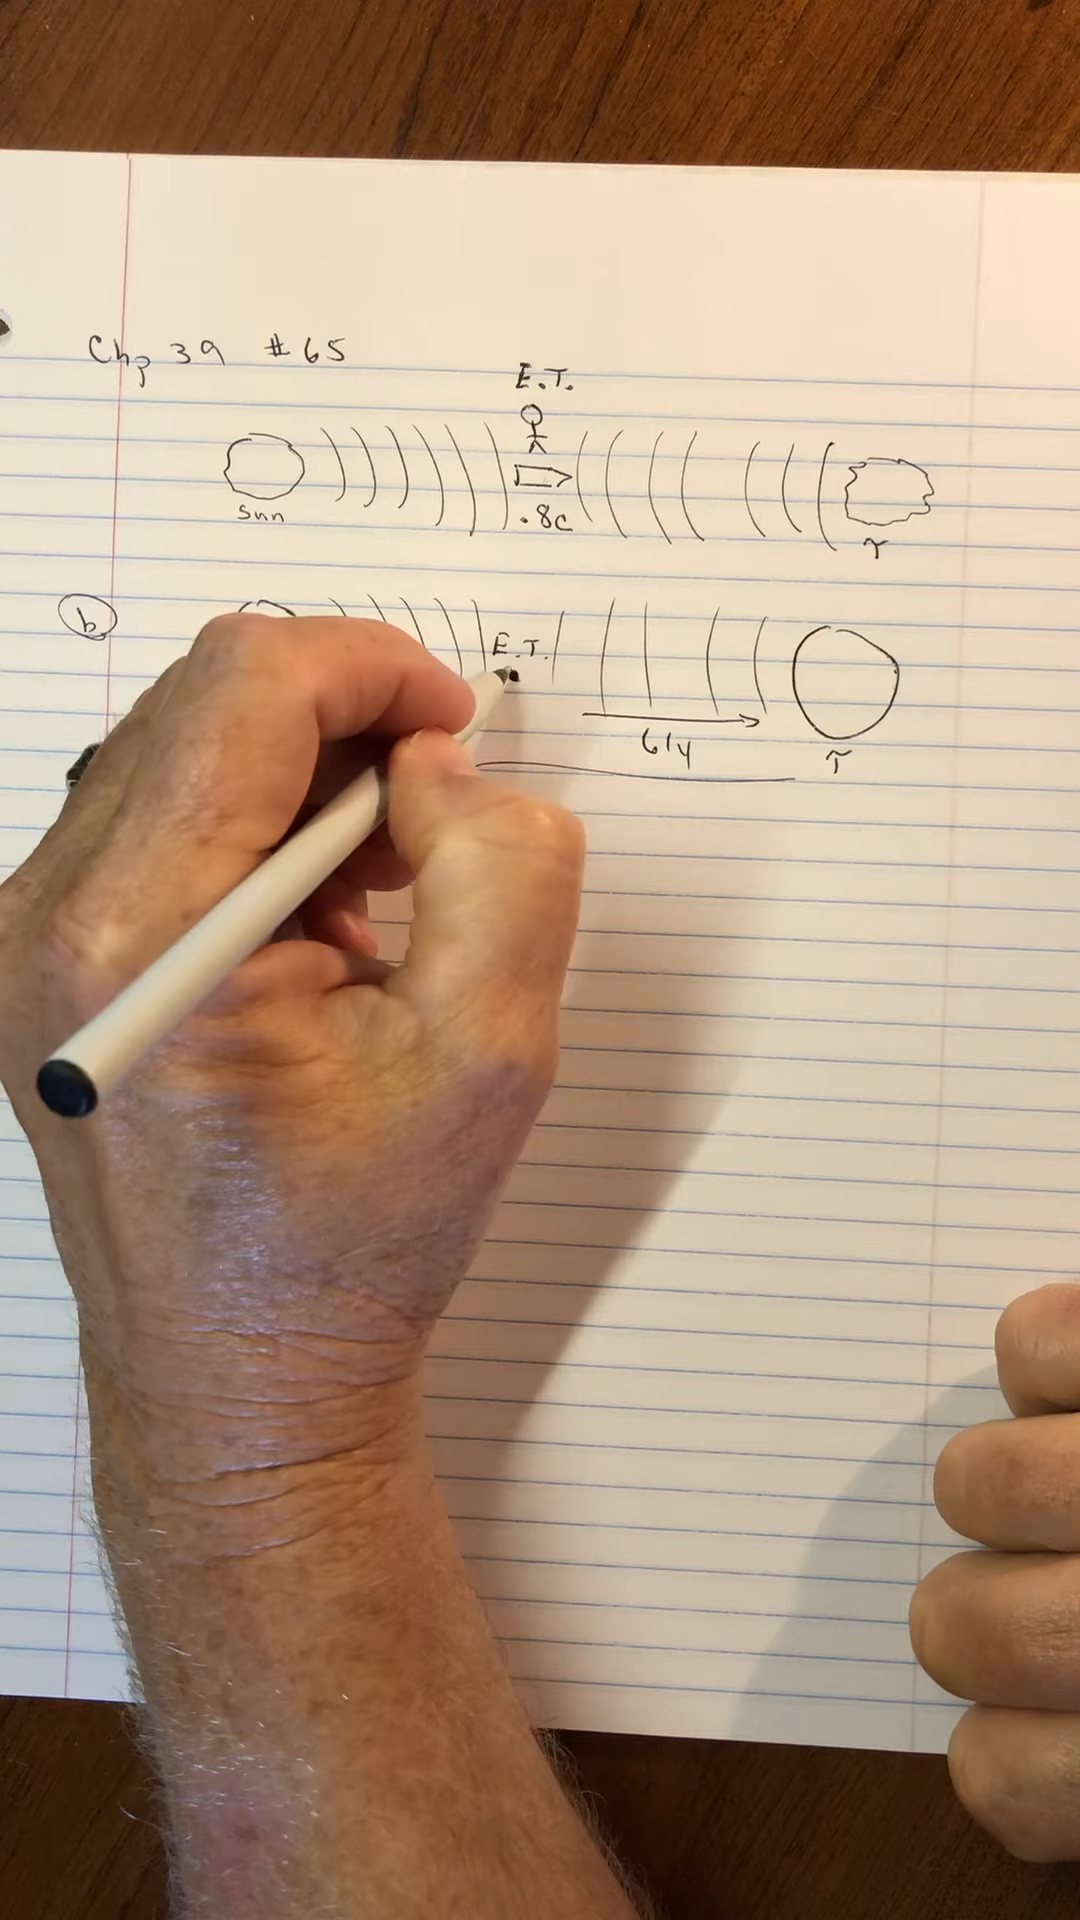 Chp 39 #65
E.T.
.8c
Sun
τ
b
E.T.
6ly
τ